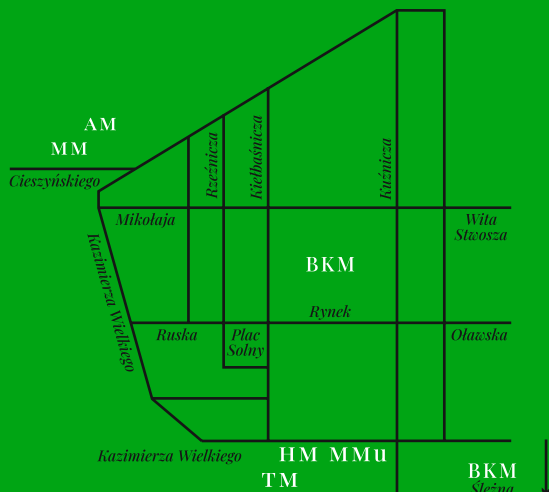 AM
MM
Cieszyńskiego
Rzeźnicza
Kiełbaśnicza
Kuźnicza
Mikołaja
Wita
Stwosza
Kazimierza Wielkiego
BKM
Rynek
Ruska
Plac
Solny
Oławska
Kazimierza Wielkiego
HM MMu
TM
BKM
Ślężna